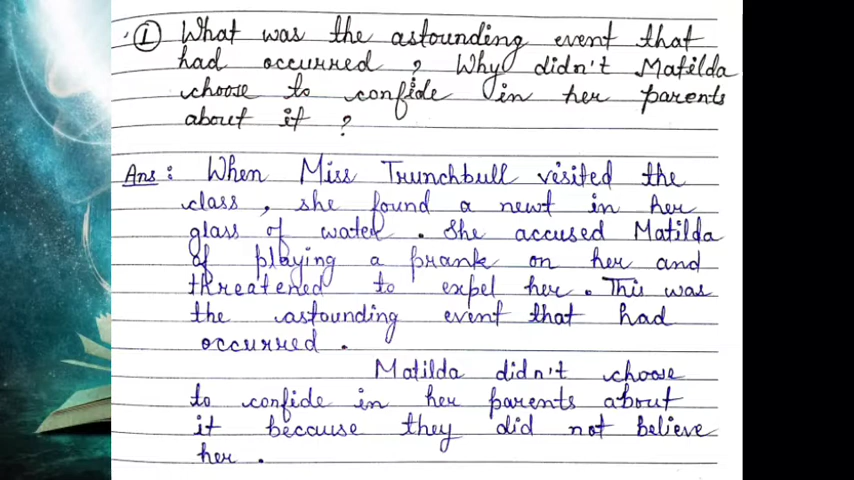 ① What was the astounding event that
had occurred ? Why didn't Matilda
choose to confide in her parents
about it ?
Ans : When Miss Trunchbull visited the
class , she found a newt in her
glass of water . She accused Matilda
of playing a prank on her and
threatened to expel her . This was
the astounding event that had
occurred .
Matilda didn't choose
to confide in her parents about
it because they did not believe
her .